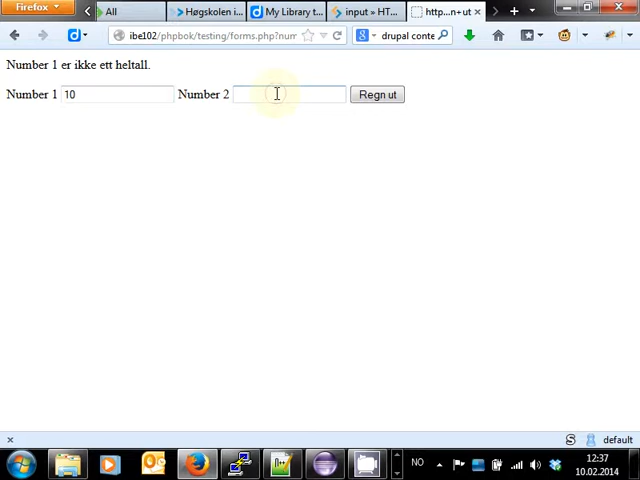 Firefox
All
Høgskolen i...
My Library t...
input » HT...
http...n+ut
ibe102/phpbok/testing/forms.php?num
drupal conte
Number 1 er ikke ett heltall.
Number 1 10 Number 2 Regn ut
default
NO
12:37
10.02.2014